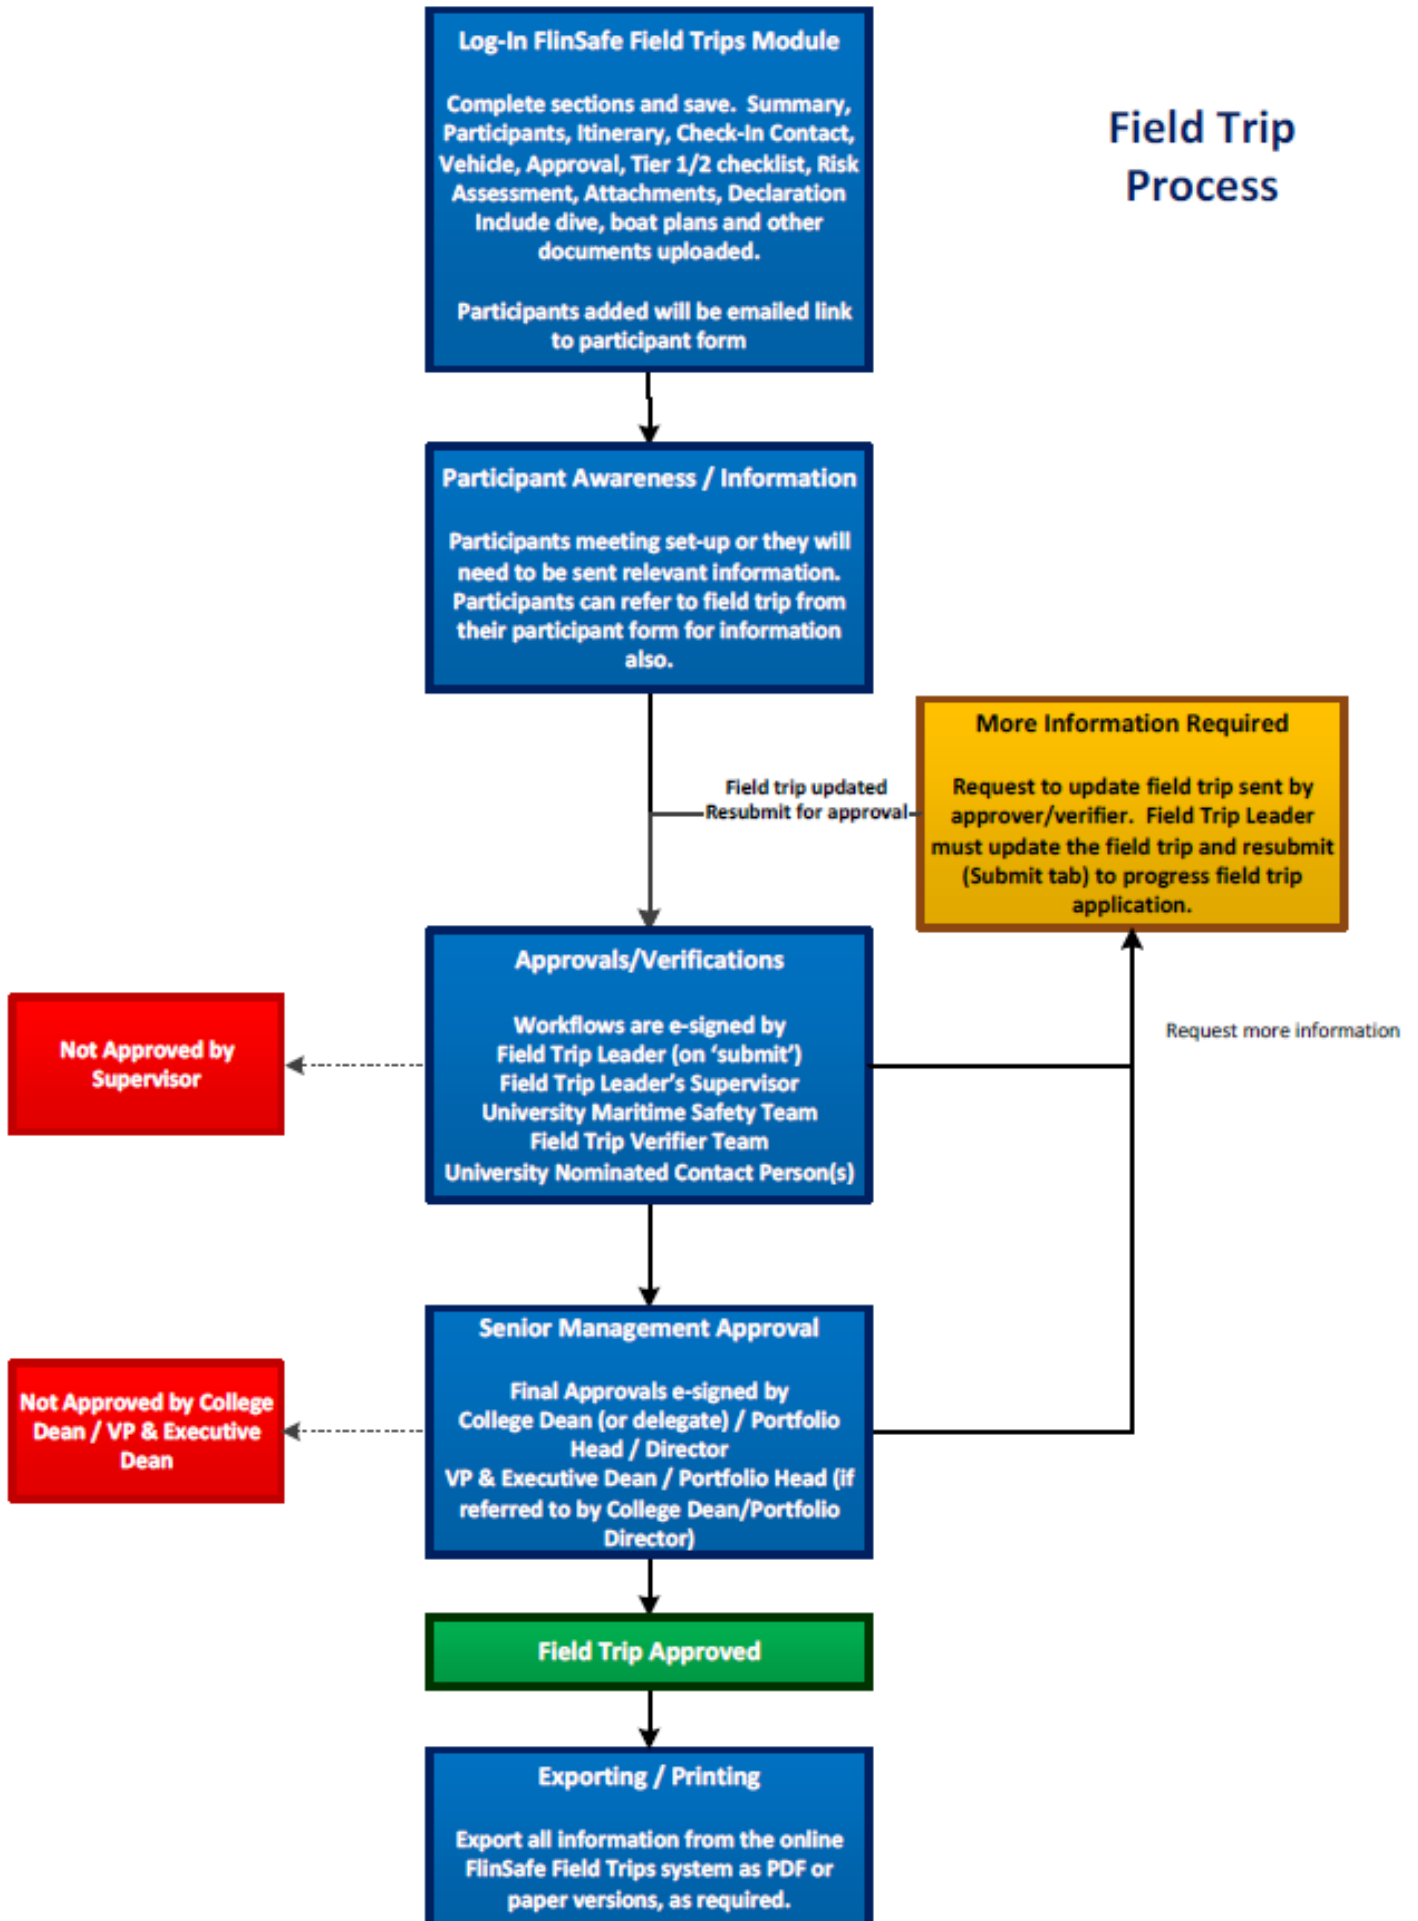 Field Trip
Process
Log-In FlinSafe Field Trips Module
Complete sections and save.  Summary,
Participants, Itinerary, Check-In Contact,
Vehicle, Approval, Tier 1/2 checklist, Risk
Assessment, Attachments, Declaration
Include dive, boat plans and other
documents uploaded.
Participants added will be emailed link
to participant form
Participant Awareness / Information
Participants meeting set-up or they will
need to be sent relevant information.
Participants can refer to field trip from
their participant form for information
also.
More Information Required
Request to update field trip sent by
approver/verifier.  Field Trip Leader
must update the field trip and resubmit
(Submit tab) to progress field trip
application.
Field trip updated
Resubmit for approval
Approvals/Verifications
Workflows are e-signed by
Field Trip Leader (on ‘submit’)
Field Trip Leader’s Supervisor
University Maritime Safety Team
Field Trip Verifier Team
University Nominated Contact Person(s)
Not Approved by
Supervisor
Request more information
Senior Management Approval
Final Approvals e-signed by
College Dean (or delegate) / Portfolio
Head / Director
VP & Executive Dean / Portfolio Head (if
referred to by College Dean/Portfolio
Director)
Not Approved by College
Dean / VP & Executive
Dean
Field Trip Approved
Exporting / Printing
Export all information from the online
FlinSafe Field Trips system as PDF or
paper versions, as required.